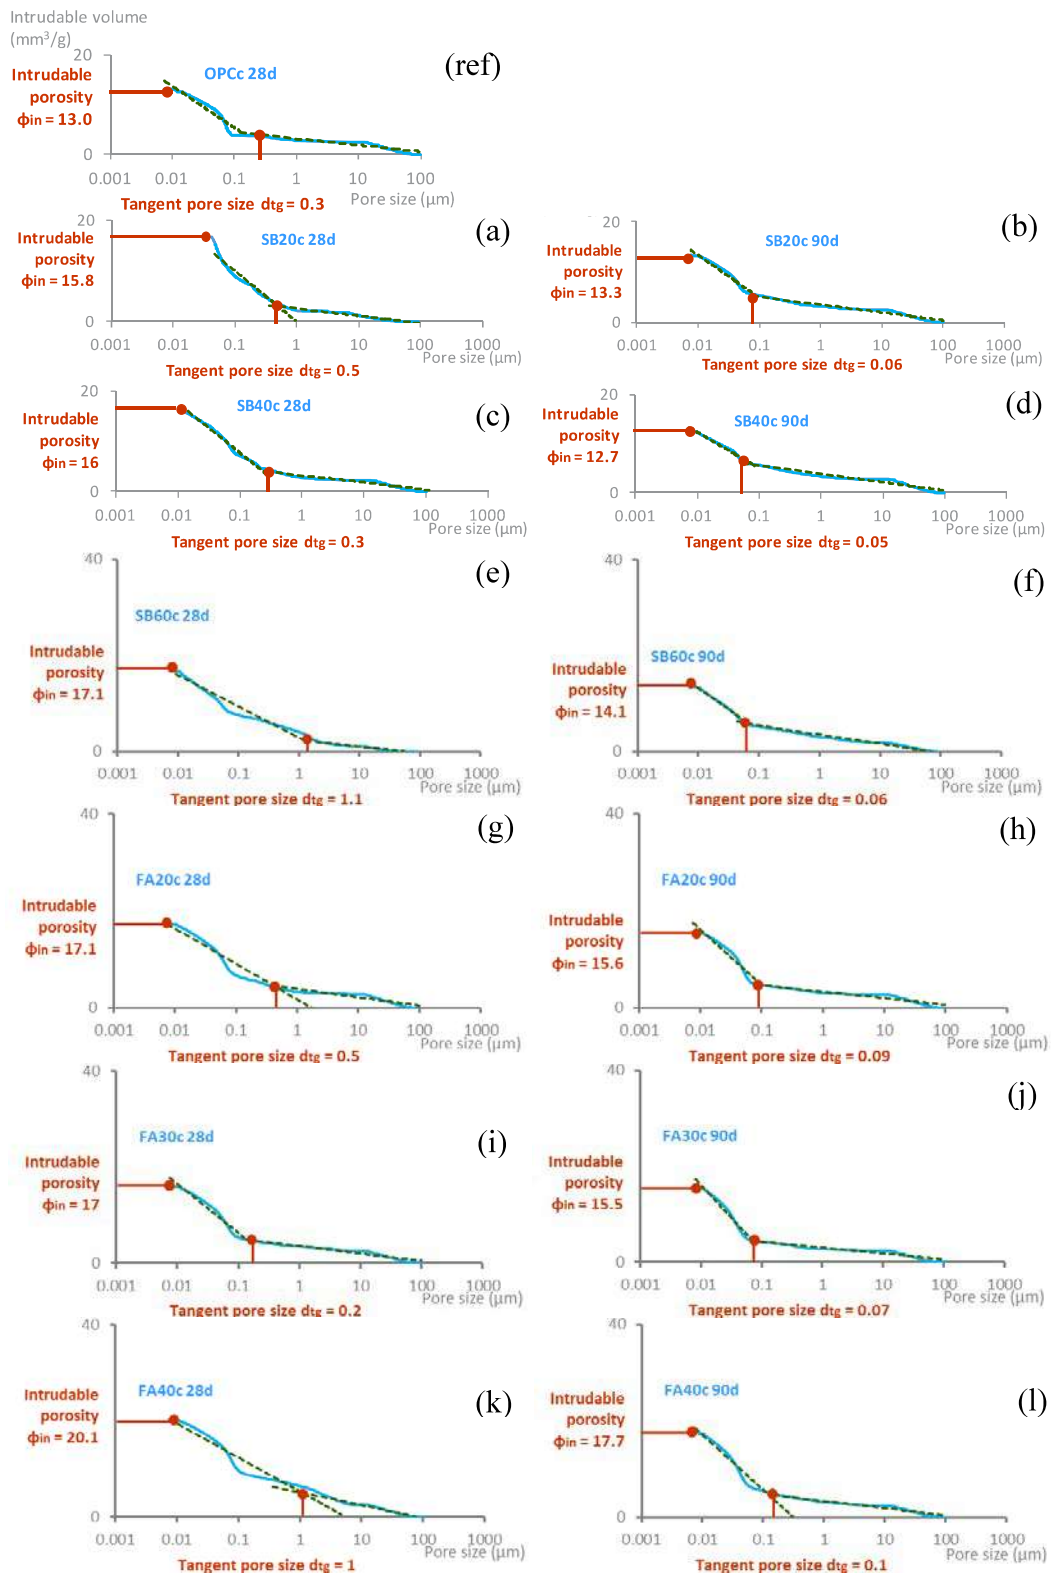 Intrudable volume
(mm³/g)
20
Intrudable
porosity
ϕin = 13.0
OPCc 28d
(ref)
0
0.001 0.01 0.1 1 10 100
Pore size (µm)
Tangent pore size dtg = 0.3
20
Intrudable
porosity
ϕin = 15.8
SB20c 28d
(a)
0
0.001 0.01 0.1 1 10 100 1000
Pore size (µm)
Tangent pore size dtg = 0.5
20
Intrudable
porosity
ϕin = 13.3
SB20c 90d
(b)
0
0.001 0.01 0.1 1 10 100 1000
Pore size (µm)
Tangent pore size dtg = 0.06
20
Intrudable
porosity
ϕin = 16
SB40c 28d
(c)
0
0.001 0.01 0.1 1 10 100 1000
Pore size (µm)
Tangent pore size dtg = 0.3
20
Intrudable
porosity
ϕin = 12.7
SB40c 90d
(d)
0
0.001 0.01 0.1 1 10 100 1000
Pore size (µm)
Tangent pore size dtg = 0.05
40
(e)
SB60c 28d
Intrudable
porosity
ϕin = 17.1
0
0.001 0.01 0.1 1 10 100 1000
Pore size (µm)
Tangent pore size dtg = 1.1
40
(f)
SB60c 90d
Intrudable
porosity
ϕin = 14.1
0
0.001 0.01 0.1 1 10 100 1000
Pore size (µm)
Tangent pore size dtg = 0.06
40
(g)
FA20c 28d
Intrudable
porosity
ϕin = 17.1
0
0.001 0.01 0.1 1 10 100 1000
Pore size (µm)
Tangent pore size dtg = 0.5
40
(h)
FA20c 90d
Intrudable
porosity
ϕin = 15.6
0
0.001 0.01 0.1 1 10 100 1000
Pore size (µm)
Tangent pore size dtg = 0.09
40
FA30c 28d
(i)
Intrudable
porosity
ϕin = 17
0
0.001 0.01 0.1 1 10 100 1000
Pore size (µm)
Tangent pore size dtg = 0.2
40
(j)
FA30c 90d
Intrudable
porosity
ϕin = 15.5
0
0.001 0.01 0.1 1 10 100 1000
Pore size (µm)
Tangent pore size dtg = 0.07
40
FA40c 28d
(k)
Intrudable
porosity
ϕin = 20.1
0
0.001 0.01 0.1 1 10 100 1000
Pore size (µm)
Tangent pore size dtg = 1
40
FA40c 90d
(l)
Intrudable
porosity
ϕin = 17.7
0
0.001 0.01 0.1 1 10 100 1000
Pore size (µm)
Tangent pore size dtg = 0.1